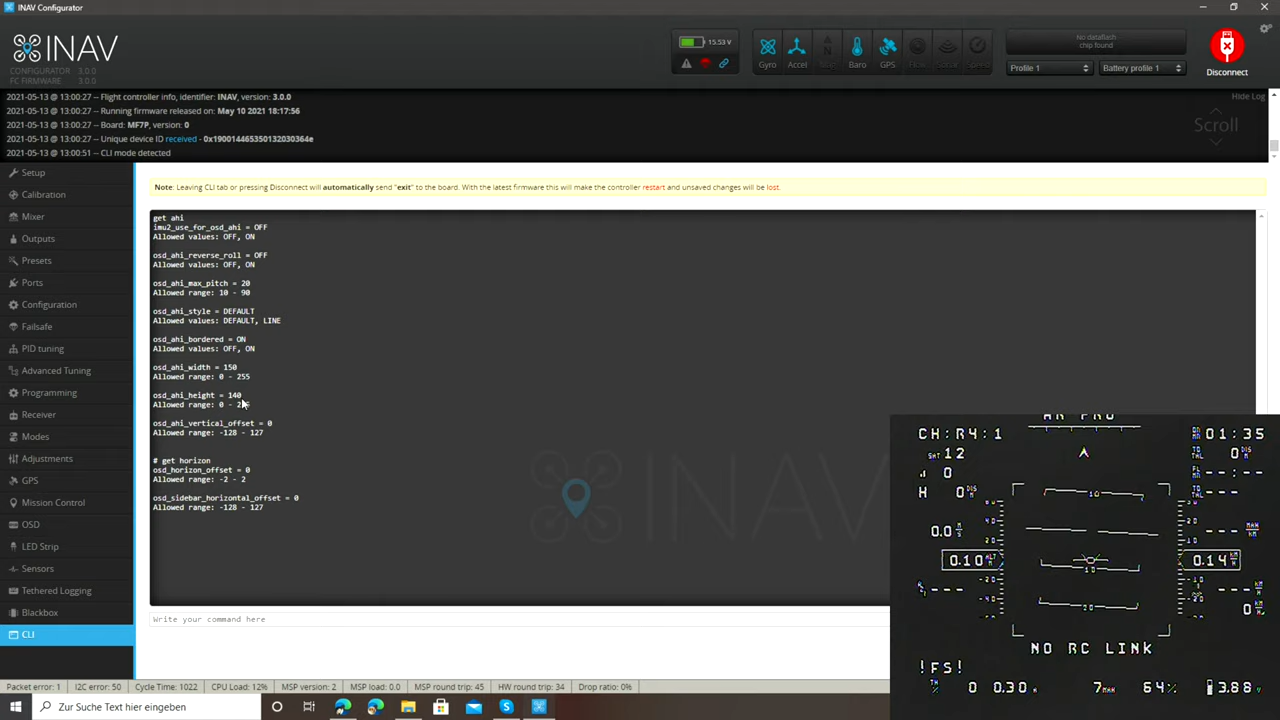 INAV Configurator
INAV
CONFIGURATOR 3.0.0
FC FIRMWARE 3.0.0
15.53 V
Gyro Accel Mag Baro GPS Flow Sonar Speed
No dataflash
chip found
Profile 1
Battery profile 1
Disconnect
2021-05-13 @ 13:00:27 -- Flight controller info, identifier: INAV, version: 3.0.0
Hide Log
2021-05-13 @ 13:00:27 -- Running firmware released on: May 10 2021 18:17:56
2021-05-13 @ 13:00:27 -- Board: MF7P, version: 0
Scroll
2021-05-13 @ 13:00:27 -- Unique device ID received - 0x190014465350132030364e
2021-05-13 @ 13:00:51 -- CLI mode detected
Setup
Calibration
Mixer
Outputs
Presets
Ports
Configuration
Failsafe
PID tuning
Advanced Tuning
Programming
Receiver
Modes
Adjustments
GPS
Mission Control
OSD
LED Strip
Sensors
Tethered Logging
Blackbox
CLI
Note: Leaving CLI tab or pressing Disconnect will automatically send "exit" to the board. With the latest firmware this will make the controller restart and unsaved changes will be lost.
get ahi
imu2_use_for_osd_ahi = OFF
Allowed values: OFF, ON
osd_ahi_reverse_roll = OFF
Allowed values: OFF, ON
osd_ahi_max_pitch = 20
Allowed range: 10 - 90
osd_ahi_style = DEFAULT
Allowed values: DEFAULT, LINE
osd_ahi_bordered = ON
Allowed values: OFF, ON
osd_ahi_width = 150
Allowed range: 0 - 255
osd_ahi_height = 140
Allowed range: 0 -
osd_ahi_vertical_offset = 0
Allowed range: -128 - 127
# get horizon
osd_horizon_offset = 0
Allowed range: -2 - 2
osd_sidebar_horizontal_offset = 0
Allowed range: -128 - 127
INAV
Write your command here
CH:R4:1
01:35
12
0
0
H 0
--:--
0.0
10
0.10
10
0.14
20
0
NO RC LINK
!FS!
0 0.30 7 64% 3.88
Packet error: 1
I2C error: 50
Cycle Time: 1022
CPU Load: 12%
MSP version: 2
MSP load: 0.0
MSP round trip: 45
HW round trip: 34
Drop ratio: 0%
Zur Suche Text hier eingeben